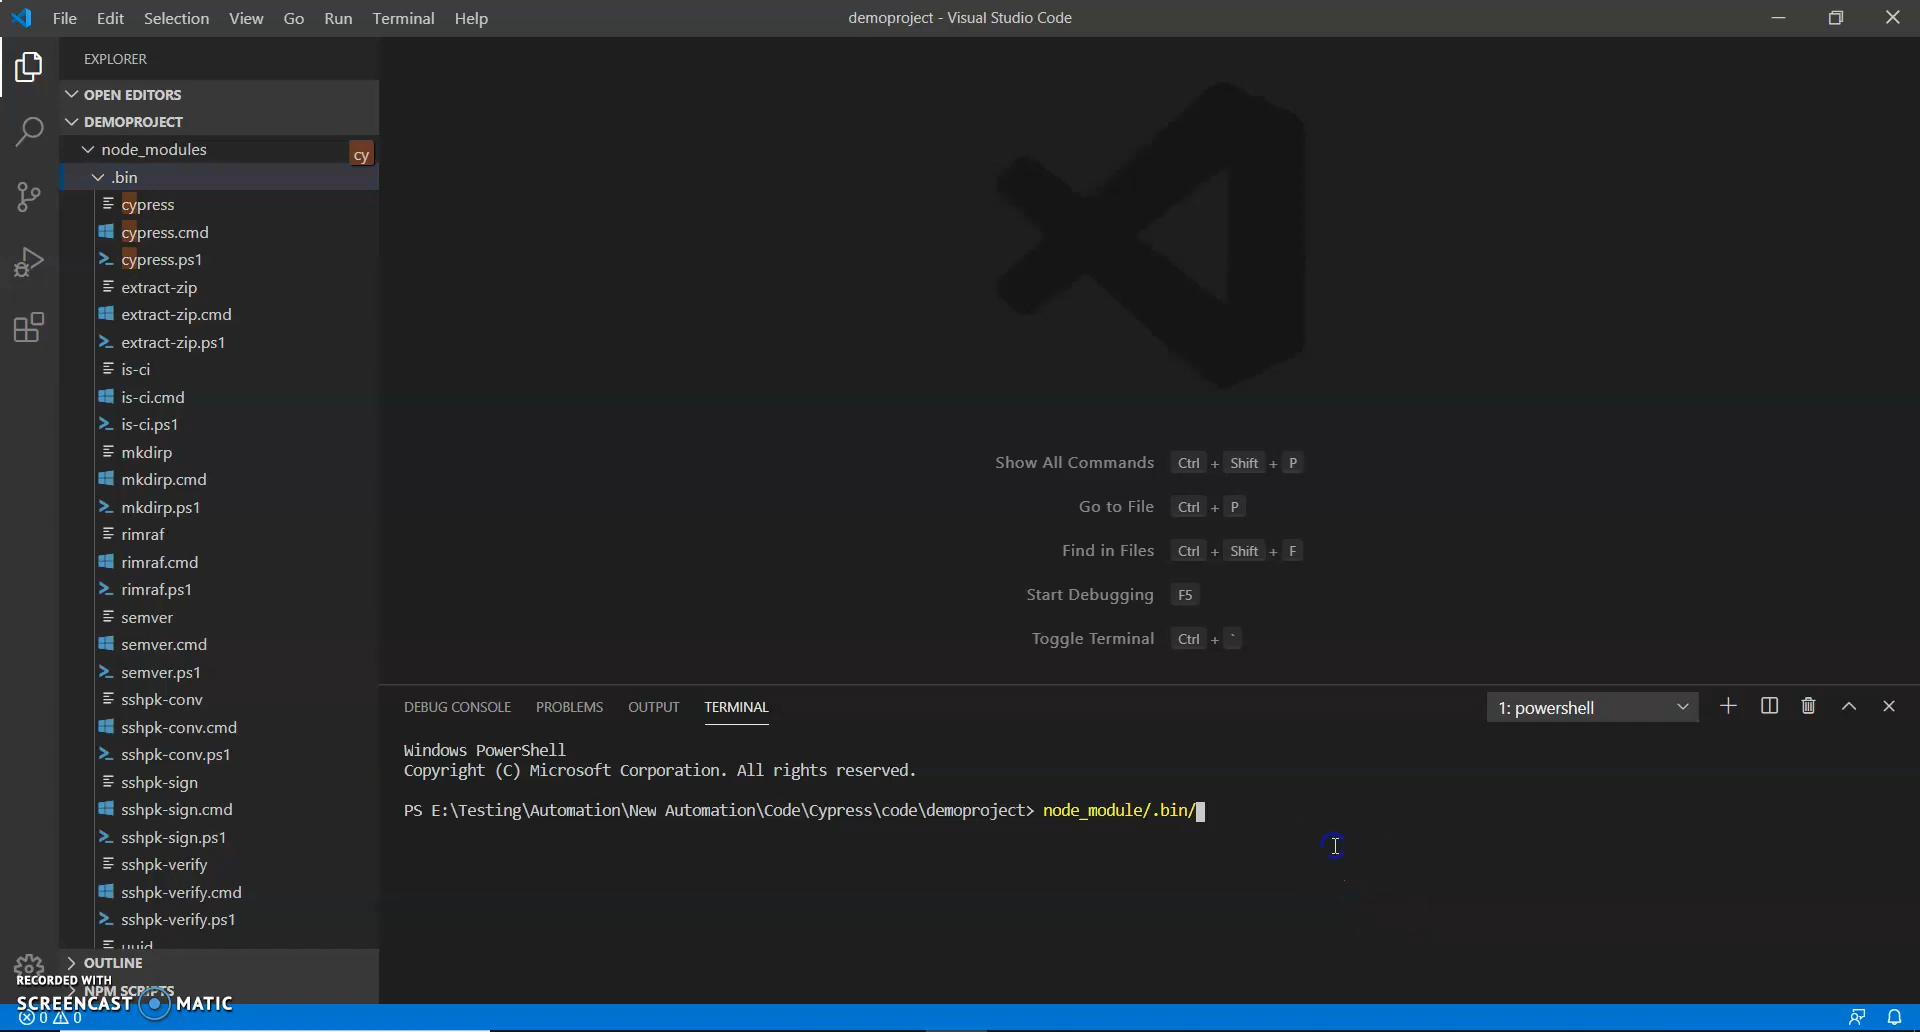 File Edit Selection View Go Run Terminal Help
demoproject - Visual Studio Code
EXPLORER
OPEN EDITORS
DEMOPROJECT
node_modules
cy
.bin
cypress
cypress.cmd
cypress.ps1
extract-zip
extract-zip.cmd
extract-zip.ps1
is-ci
is-ci.cmd
is-ci.ps1
mkdirp
mkdirp.cmd
mkdirp.ps1
rimraf
rimraf.cmd
rimraf.ps1
semver
semver.cmd
semver.ps1
sshpk-conv
sshpk-conv.cmd
sshpk-conv.ps1
sshpk-sign
sshpk-sign.cmd
sshpk-sign.ps1
sshpk-verify
sshpk-verify.cmd
sshpk-verify.ps1
uuid
OUTLINE
NPM SCRIPTS
Show All Commands Ctrl + Shift + P
Go to File Ctrl + P
Find in Files Ctrl + Shift + F
Start Debugging F5
Toggle Terminal Ctrl + `
DEBUG CONSOLE PROBLEMS OUTPUT TERMINAL
1: powershell
Windows PowerShell
Copyright (C) Microsoft Corporation. All rights reserved.
PS E:\Testing\Automation\New Automation\Code\Cypress\code\demoproject> node_module/.bin/
RECORDED WITH
SCREENCAST MATIC
0 0